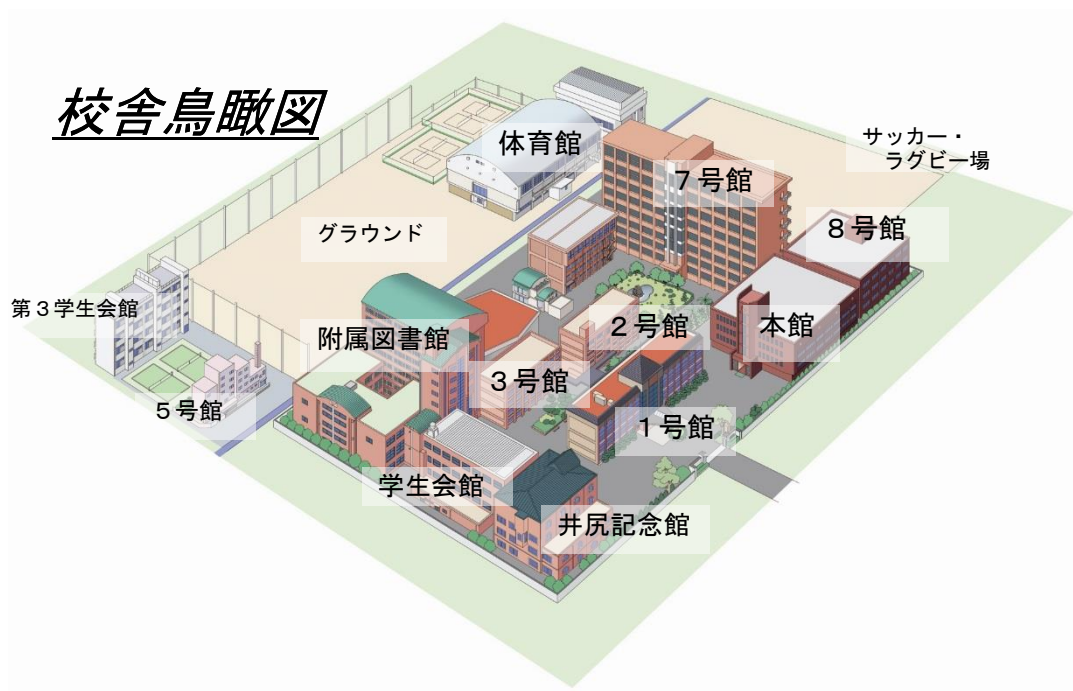 校舎鳥瞰図
体育館
サッカー・
ラグビー場
７号館
８号館
グラウンド
第３学生会館
附属図書館
２号館
本館
３号館
５号館
１号館
学生会館
井尻記念館